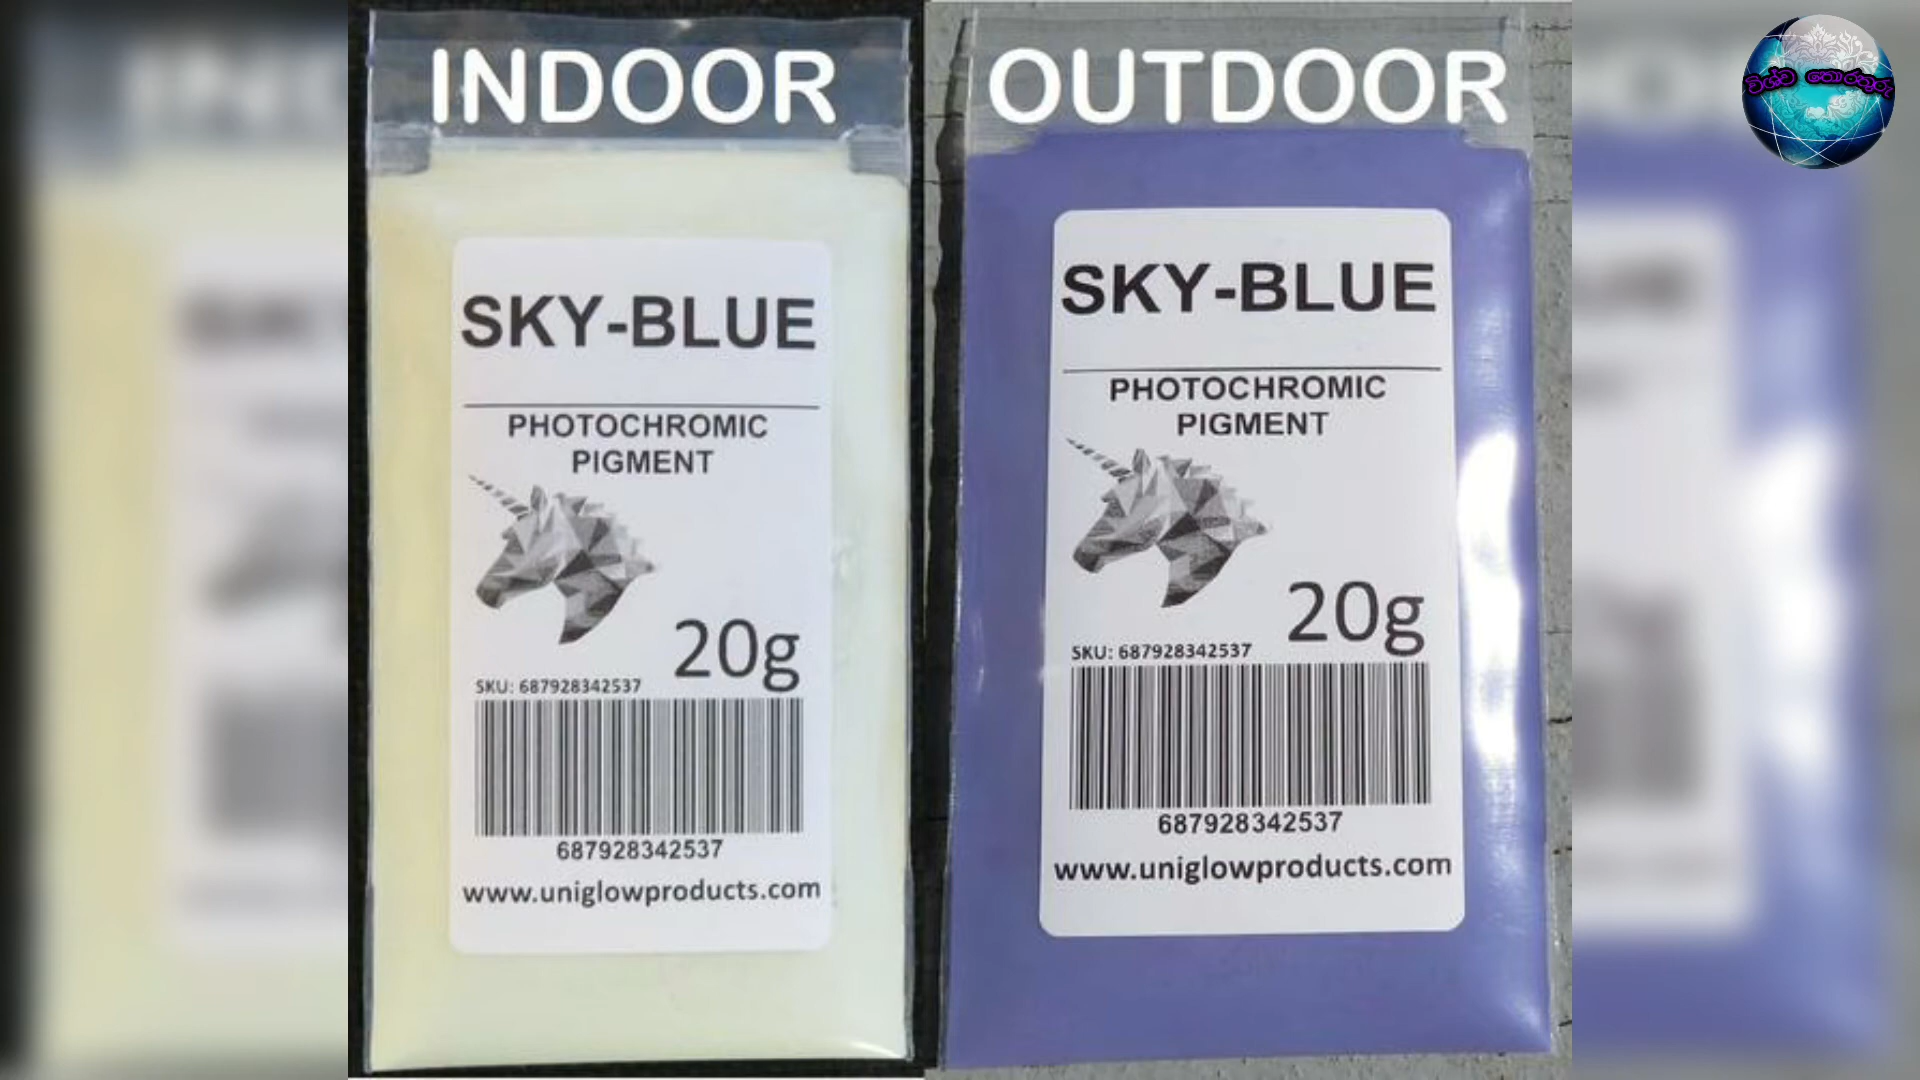 INDOOR
SKY-BLUE
PHOTOCHROMIC
PIGMENT
20g
SKU: 687928342537
687928342537
www.uniglowproducts.com
OUTDOOR
SKY-BLUE
PHOTOCHROMIC
PIGMENT
20g
SKU: 687928342537
687928342537
www.uniglowproducts.com
විශ්ව තොරතුරු